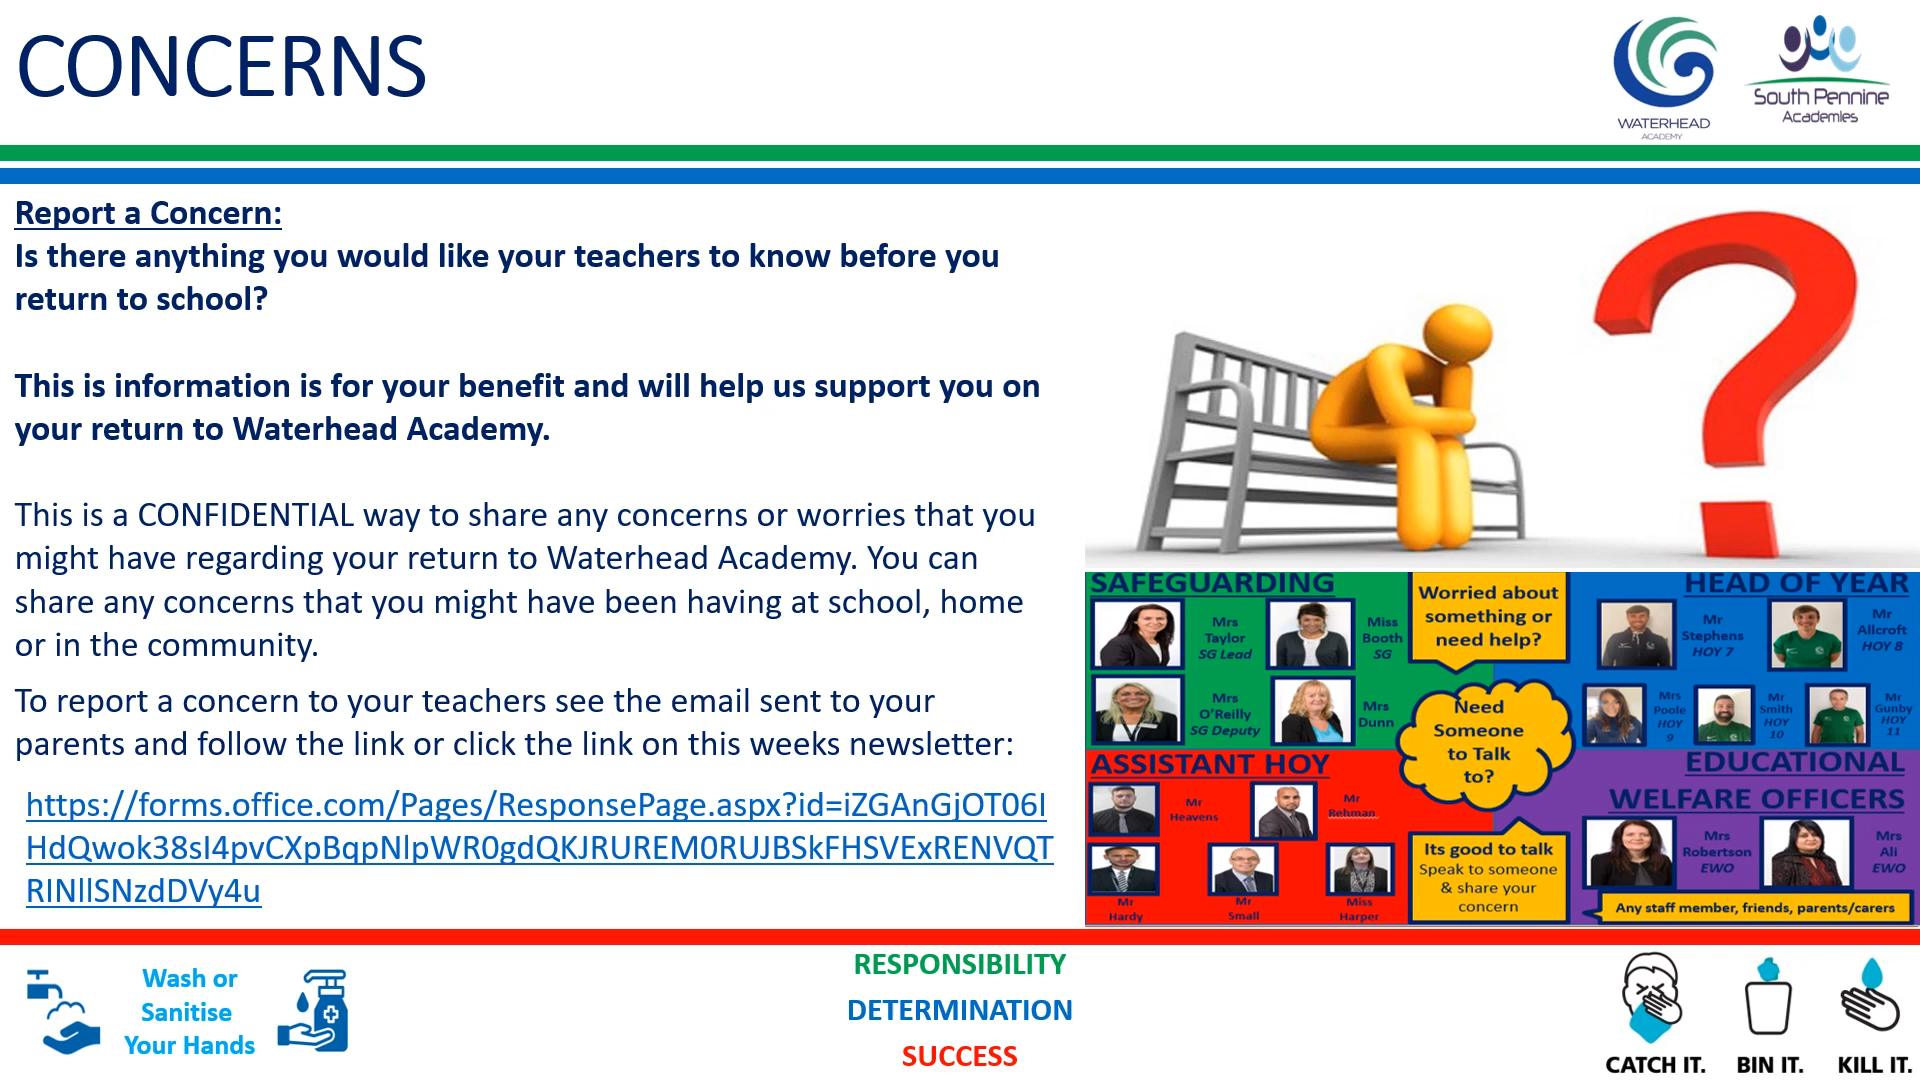 CONCERNS
WATERHEAD
ACADEMY
South Pennine
Academies
Report a Concern:
Is there anything you would like your teachers to know before you
return to school?
This is information is for your benefit and will help us support you on
your return to Waterhead Academy.
This is a CONFIDENTIAL way to share any concerns or worries that you
might have regarding your return to Waterhead Academy. You can
share any concerns that you might have been having at school, home
or in the community.
To report a concern to your teachers see the email sent to your
parents and follow the link or click the link on this weeks newsletter:
https://forms.office.com/Pages/ResponsePage.aspx?id=iZGAnGjOT06I
HdQwok38sI4pvCXpBqpNlpWR0gdQKJRUREM0RUJBSkFHSVExRENVQT
RINllSNzdDVy4u
SAFEGUARDING
Mrs
Taylor
SG Lead
Miss
Booth
SG
Mrs
O'Reilly
SG Deputy
Mrs
Dunn
Worried about
something or
need help?
HEAD OF YEAR
Mr
Stephens
HOY 7
Mr
Allcroft
HOY 8
Mrs
Poole
HOY
9
Mr
Smith
HOY
10
Mr
Gunby
HOY
11
Need
Someone
to Talk
to?
ASSISTANT HOY
Mr
Heavens
Mr
Rehman
Mr
Hardy
Mr
Small
Miss
Harper
Its good to talk
Speak to someone
& share your
concern
EDUCATIONAL
WELFARE OFFICERS
Mrs
Robertson
EWO
Mrs
Ali
EWO
Any staff member, friends, parents/carers
Wash or
Sanitise
Your Hands
RESPONSIBILITY
DETERMINATION
SUCCESS
CATCH IT. BIN IT. KILL IT.